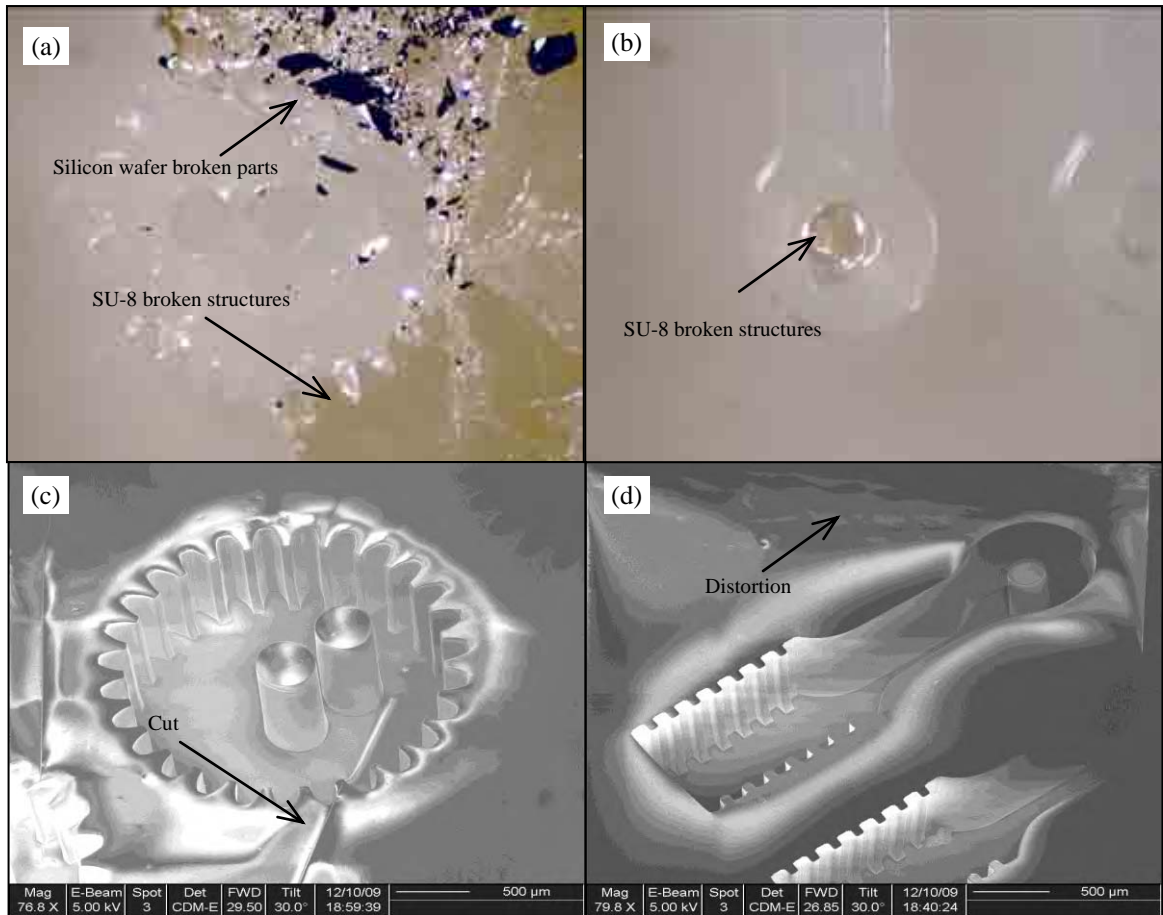 (a)
Silicon wafer broken parts
SU-8 broken structures
(b)
SU-8 broken structures
(c)
Cut
Mag E-Beam Spot Det FWD Tilt 12/10/09 500 µm
76.8 X 5.00 kV 3 CDM-E 29.50 30.0° 18:59:39
(d)
Distortion
Mag E-Beam Spot Det FWD Tilt 12/10/09 500 µm
79.8 X 5.00 kV 3 CDM-E 26.85 30.0° 18:40:24